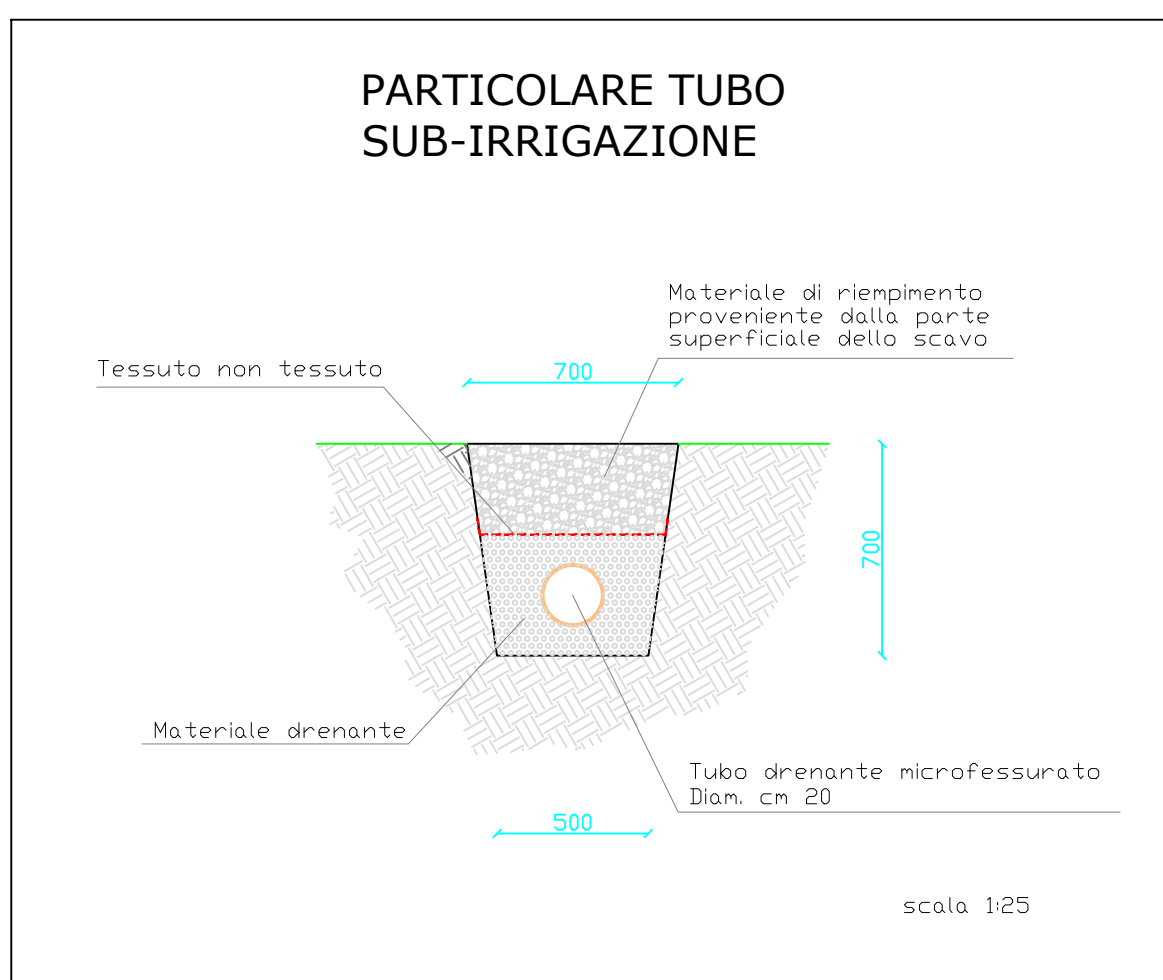 PARTICOLARE TUBO
SUB-IRRIGAZIONE
Materiale di riempimento
proveniente dalla parte
superficiale dello scavo
Tessuto non tessuto
700
700
Materiale drenante
Tubo drenante microfessurato
Diam. cm 20
500
scala 1:25